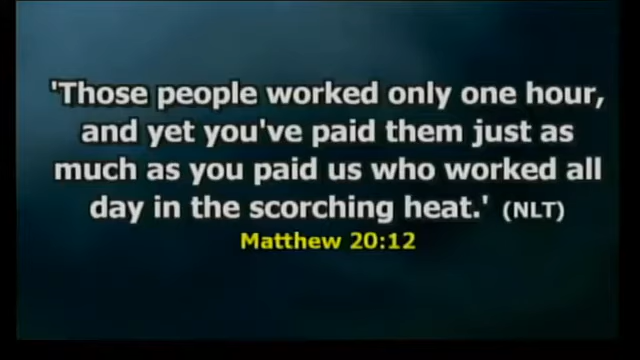 'Those people worked only one hour,
and yet you've paid them just as
much as you paid us who worked all
day in the scorching heat.' (NLT)
Matthew 20:12